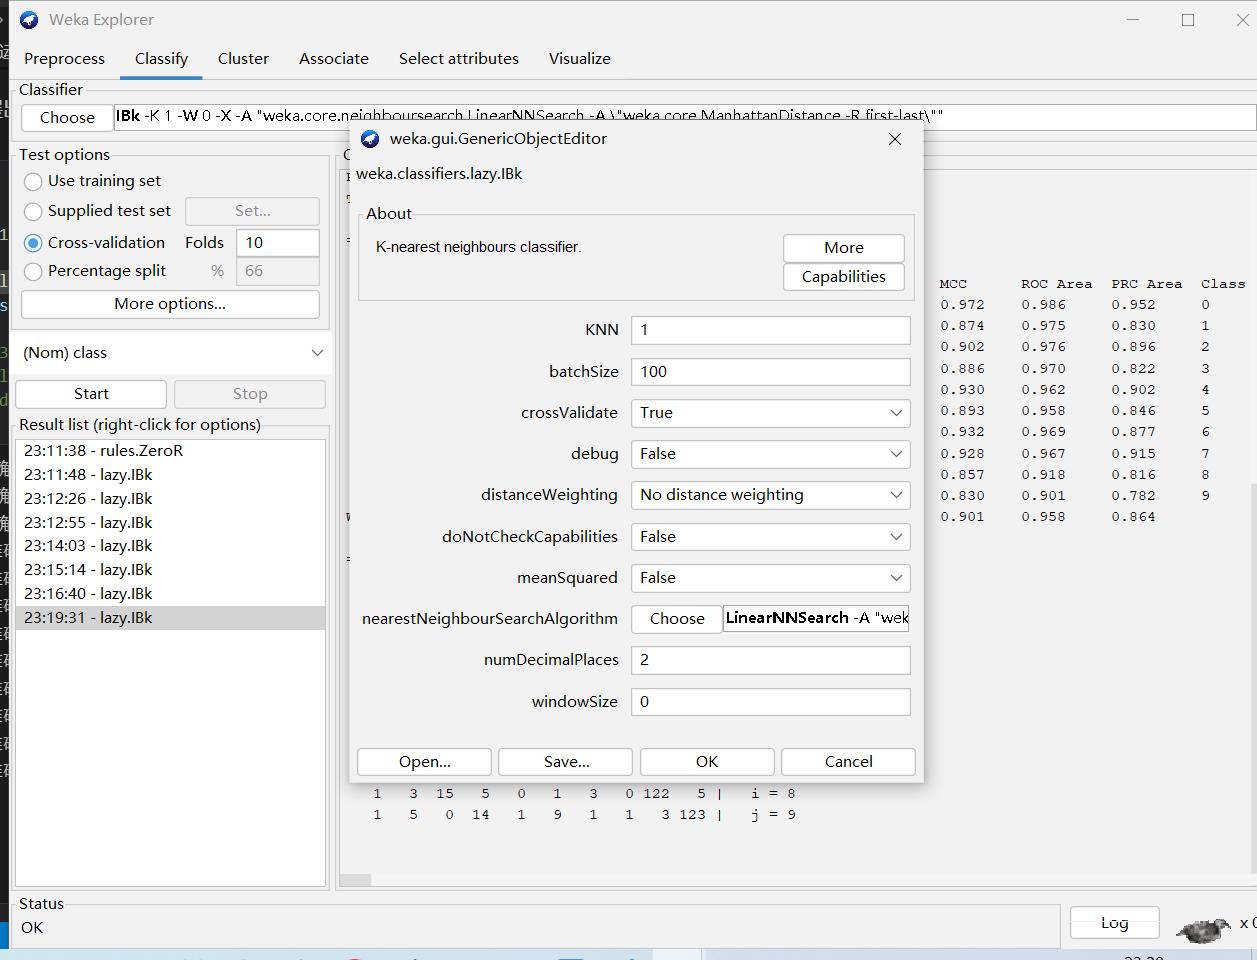 Weka Explorer
Preprocess Classify Cluster Associate Select attributes Visualize
Classifier
Choose IBk -K 1 -W 0 -X -A "weka.core.neighboursearch.LinearNNSearch -A \"weka.core.ManhattanDistance -R first-last\""
Test options
Use training set
Supplied test set Set...
Cross-validation Folds 10
Percentage split % 66
More options...
(Nom) class
Start Stop
Result list (right-click for options)
23:11:38 - rules.ZeroR
23:11:48 - lazy.IBk
23:12:26 - lazy.IBk
23:12:55 - lazy.IBk
23:14:03 - lazy.IBk
23:15:14 - lazy.IBk
23:16:40 - lazy.IBk
23:19:31 - lazy.IBk
weka.gui.GenericObjectEditor
weka.classifiers.lazy.IBk
About
K-nearest neighbours classifier.
More
Capabilities
KNN 1
batchSize 100
crossValidate True
debug False
distanceWeighting No distance weighting
doNotCheckCapabilities False
meanSquared False
nearestNeighbourSearchAlgorithm Choose LinearNNSearch -A "wek
numDecimalPlaces 2
windowSize 0
Open... Save... OK Cancel
MCC ROC Area PRC Area Class
0.972 0.986 0.952 0
0.874 0.975 0.830 1
0.902 0.976 0.896 2
0.886 0.970 0.822 3
0.930 0.962 0.902 4
0.893 0.958 0.846 5
0.932 0.969 0.877 6
0.928 0.967 0.915 7
0.857 0.918 0.816 8
0.830 0.901 0.782 9
0.901 0.958 0.864
1 3 15 5 0 1 3 0 122 5 | i = 8
1 5 0 14 1 9 1 1 3 123 | j = 9
Status
OK
Log x 0